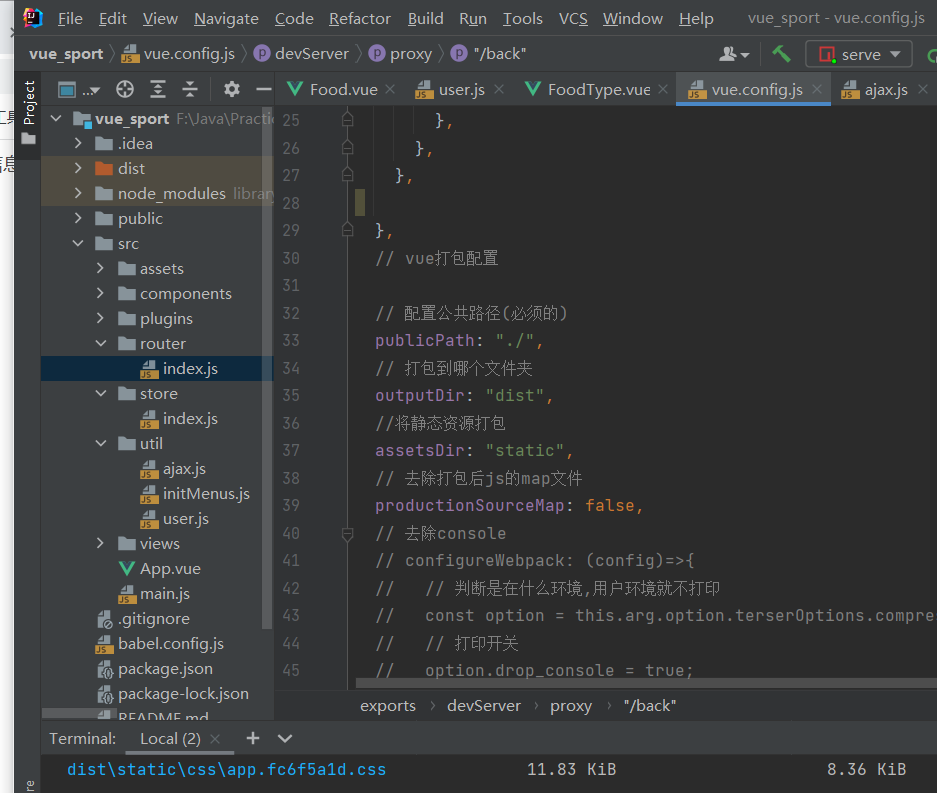 File Edit View Navigate Code Refactor Build Run Tools VCS Window Help vue_sport - vue.config.js
vue_sport vue.config.js devServer proxy "/back" serve
Project
Food.vue user.js FoodType.vue vue.config.js ajax.js
vue_sport F:\Java\Practi
.idea
dist
node_modules library
public
src
assets
components
plugins
router
index.js
store
index.js
util
ajax.js
initMenus.js
user.js
views
App.vue
main.js
.gitignore
babel.config.js
package.json
package-lock.json
README.md
25 },
26 },
27 },
28
29 },
30 // vue打包配置
31
32 // 配置公共路径(必须的)
33 publicPath: "./",
34 // 打包到哪个文件夹
35 outputDir: "dist",
36 //将静态资源打包
37 assetsDir: "static",
38 // 去除打包后js的map文件
39 productionSourceMap: false,
40 // 去除console
41 // configureWebpack: (config)=>{
42 // // 判断是在什么环境,用户环境就不打印
43 // const option = this.arg.option.terserOptions.compre
44 // // 打印开关
45 // option.drop_console = true;
exports devServer proxy "/back"
Terminal: Local (2)
dist\static\css\app.fc6f5a1d.css 11.83 KiB 8.36 KiB